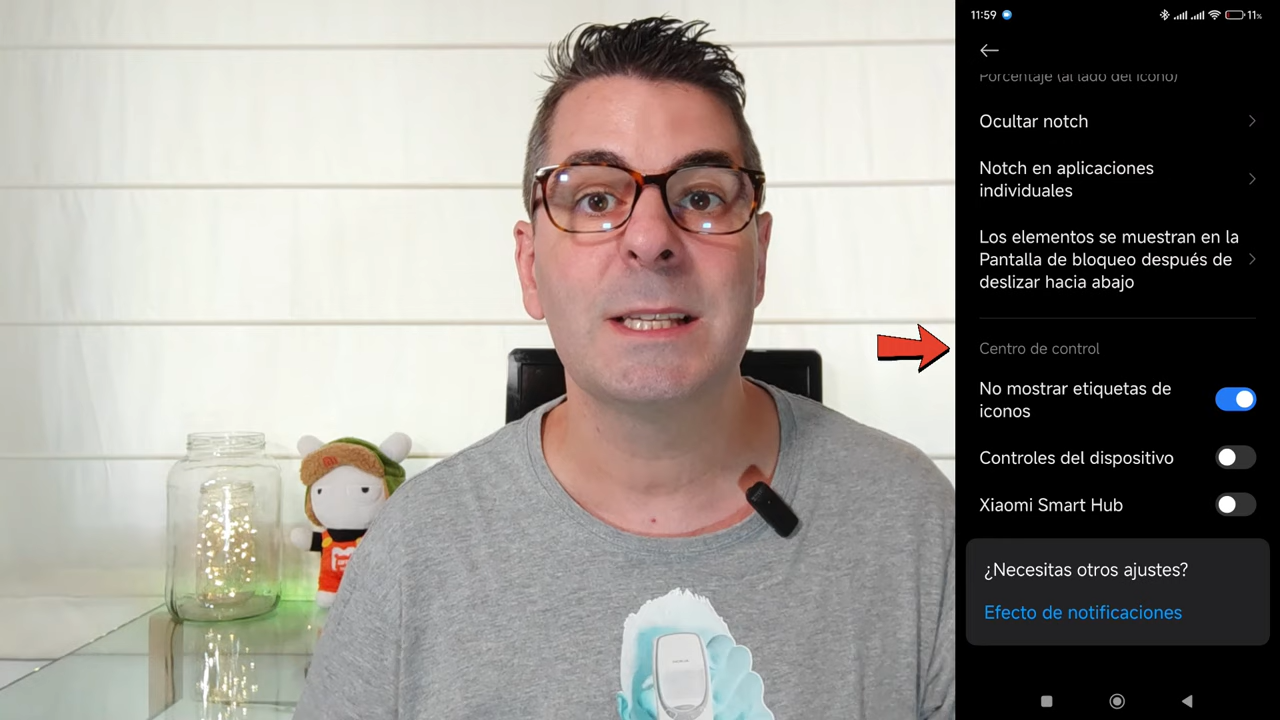 11:59
11%
Porcentaje (al lado del icono)
Ocultar notch
Notch en aplicaciones
individuales
Los elementos se muestran en la
Pantalla de bloqueo después de
deslizar hacia abajo
Centro de control
No mostrar etiquetas de
iconos
Controles del dispositivo
Xiaomi Smart Hub
¿Necesitas otros ajustes?
Efecto de notificaciones